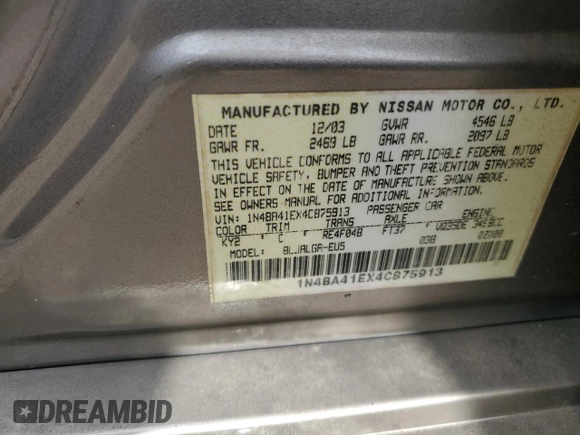 MANUFACTURED BY NISSAN MOTOR CO., LTD.
DATE 12/03 GVWR 4546 LB
GAWR FR. 2469 LB GAWR RR. 2097 LB
THIS VEHICLE CONFORMS TO ALL APPLICABLE FEDERAL MOTOR
VEHICLE SAFETY, BUMPER AND THEFT PREVENTION STANDARDS
IN EFFECT ON THE DATE OF MANUFACTURE SHOWN ABOVE.
SEE OWNERS MANUAL FOR ADDITIONAL INFORMATION.
VIN: 1N4BA41EX4C875913 PASSENGER CAR
COLOR TRIM TRANS AXLE ENGINE
KY2 C RE4F04B FT37 VQ35DE
MODEL: 03B
1N4BA41EX4C875913
DREAMBID